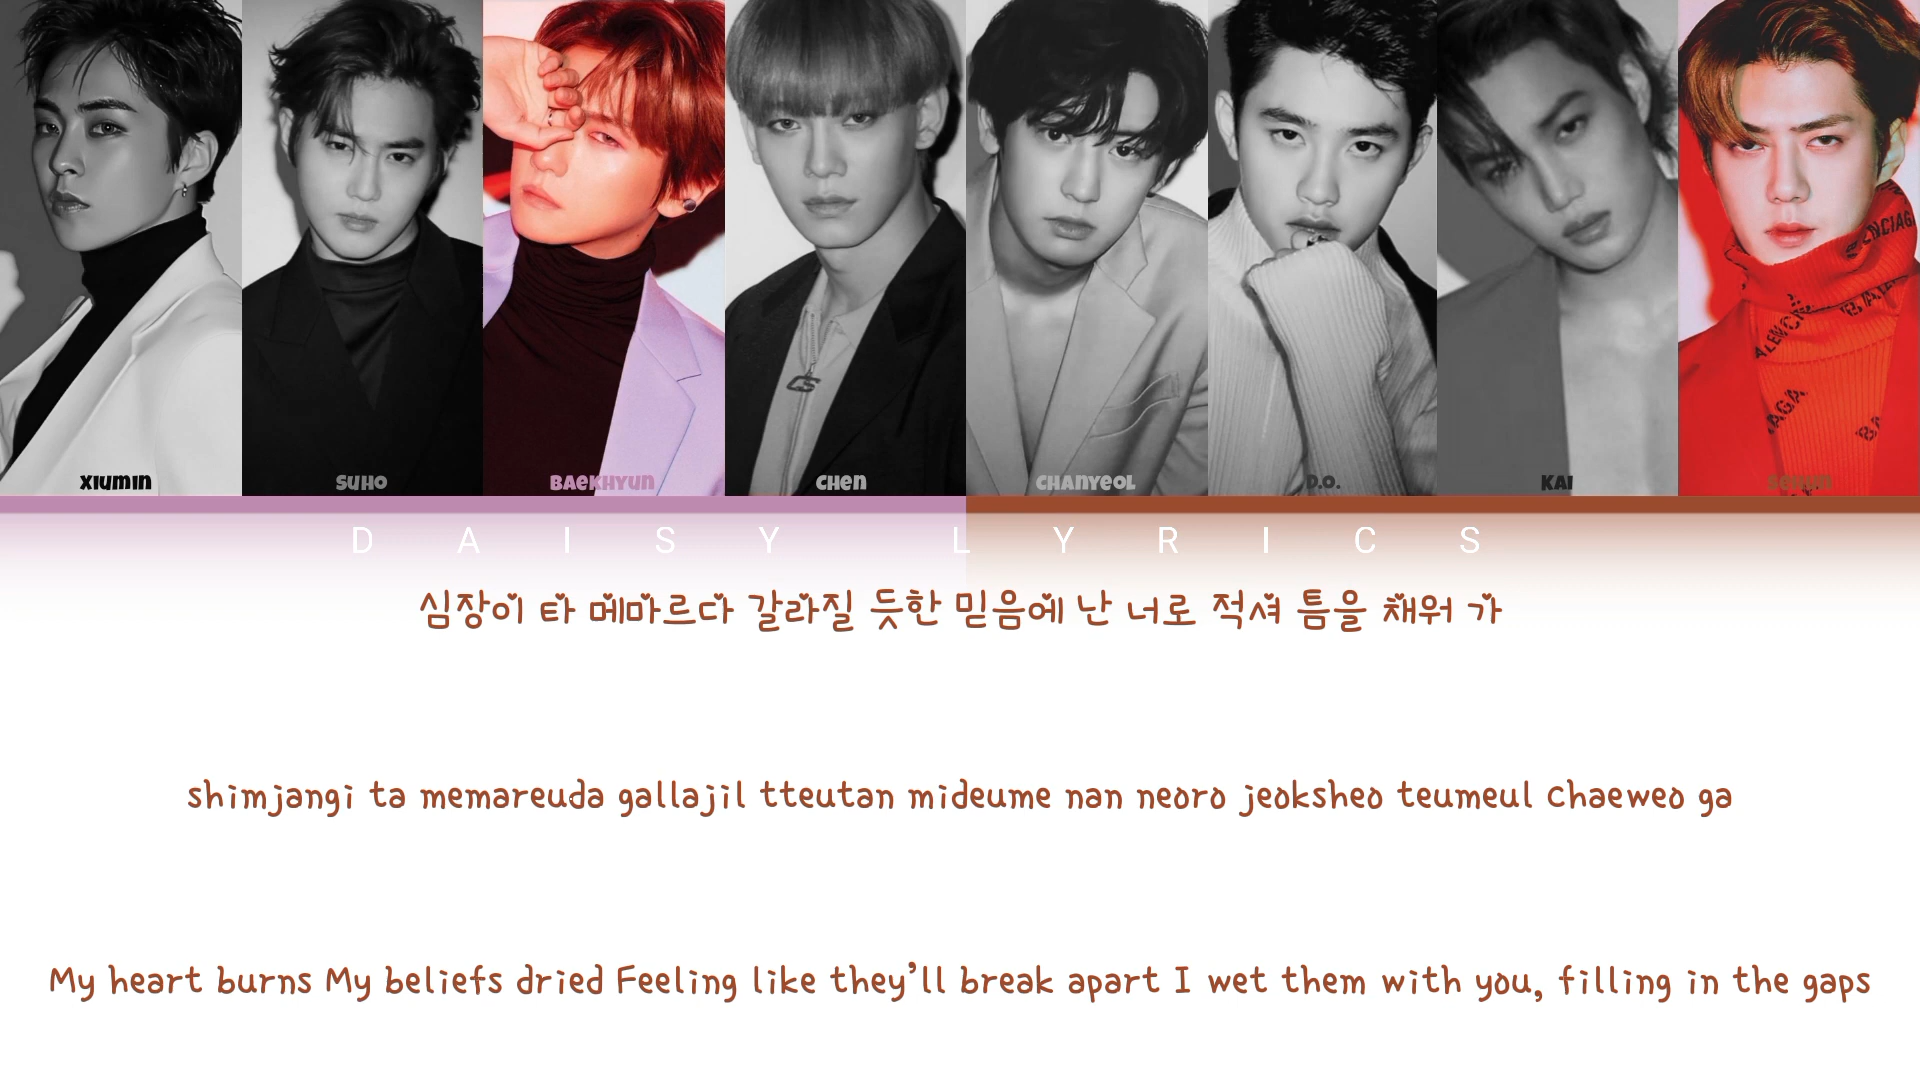 XIUMIN
SUHO
BAEKHYUN
CHEN
CHANYEOL
D.O.
KAI
SEHUN
DAISY LYRICS
심장이 타 메마르다 갈라질 듯한 믿음에 난 너로 적셔 틈을 채워 가
shimjangi ta memareuda gallajil tteutan mideume nan neoro jeoksheo teumeul chaeweo ga
My heart burns My beliefs dried Feeling like they'll break apart I wet them with you, filling in the gaps